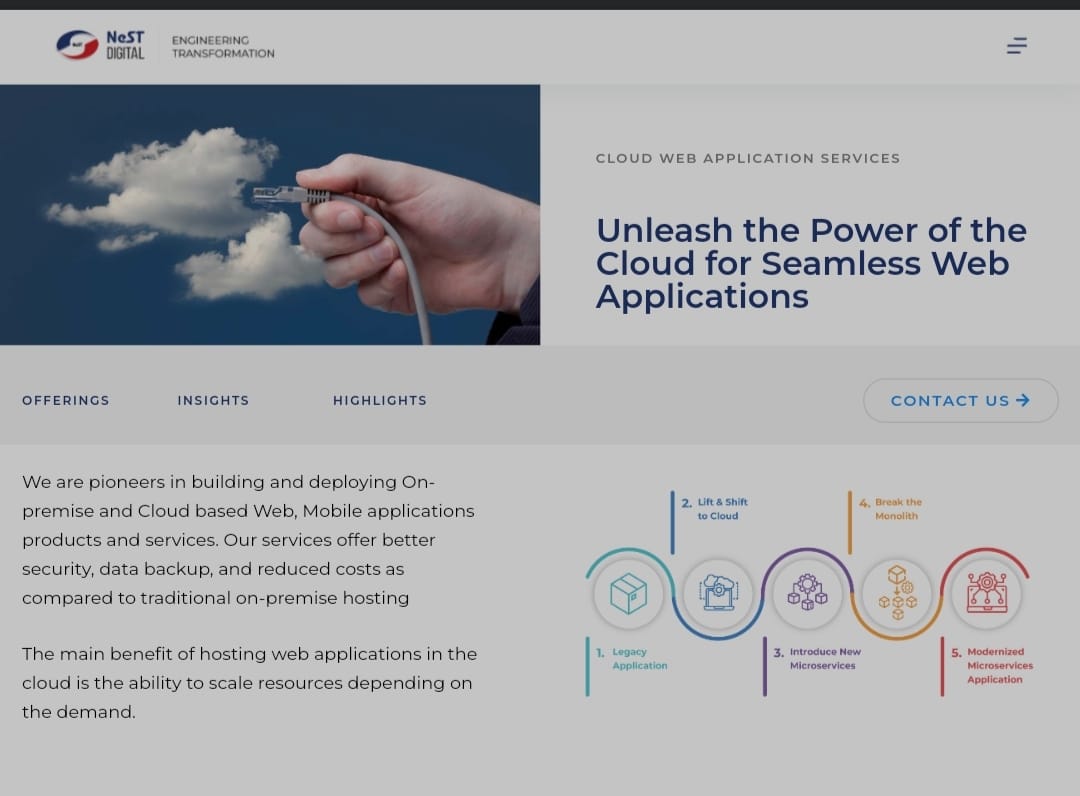 NeST
DIGITAL
ENGINEERING
TRANSFORMATION
CLOUD WEB APPLICATION SERVICES
Unleash the Power of the
Cloud for Seamless Web
Applications
OFFERINGS
INSIGHTS
HIGHLIGHTS
CONTACT US
We are pioneers in building and deploying On-
premise and Cloud based Web, Mobile applications
products and services. Our services offer better
security, data backup, and reduced costs as
compared to traditional on-premise hosting
The main benefit of hosting web applications in the
cloud is the ability to scale resources depending on
the demand.
2. Lift & Shift
to Cloud
4. Break the
Monolith
1. Legacy
Application
3. Introduce New
Microservices
5. Modernized
Microservices
Application